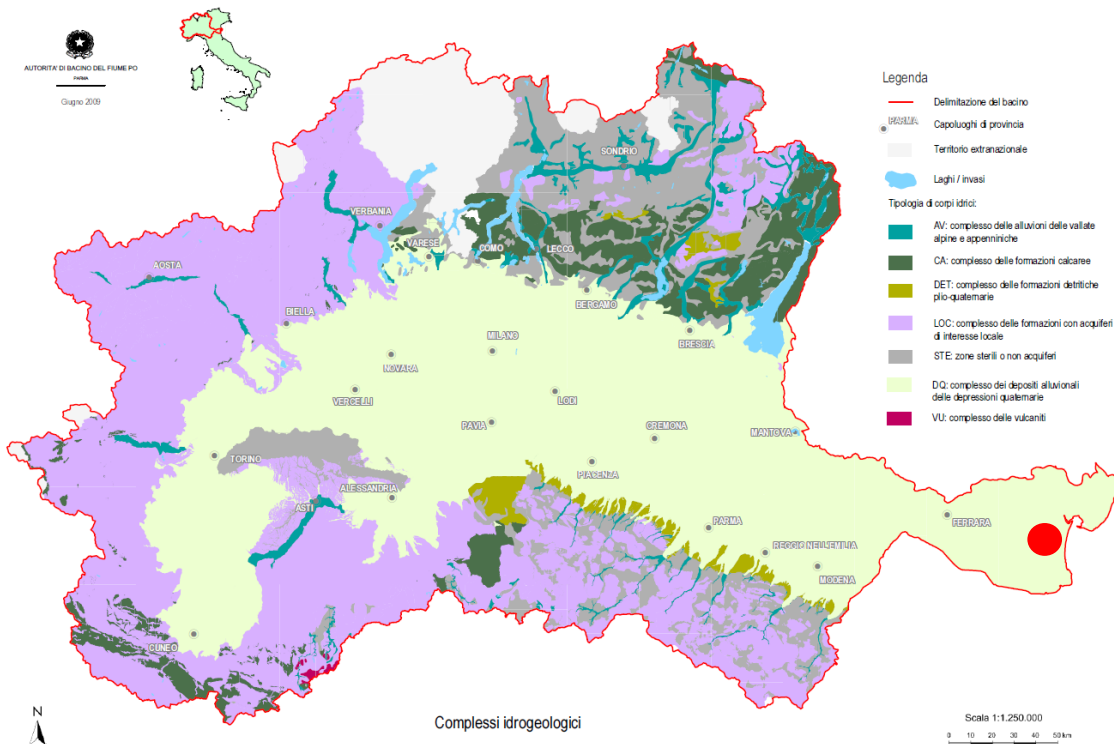 AUTORITA' DI BACINO DEL FIUME PO
PARMA
Giugno 2009
Legenda
Delimitazione del bacino
PARMA
Capoluoghi di provincia
Territorio extranazionale
Laghi / invasi
Tipologia di corpi idrici:
AV: complesso delle alluvioni delle vallate
alpine e appenniniche
CA: complesso delle formazioni calcaree
DET: complesso delle formazioni detritiche
plio-quaternarie
LOC: complesso delle formazioni con acquiferi
di interesse locale
STE: zone sterili o non acquiferi
DQ: complesso dei depositi alluvionali
delle depressioni quaternarie
VU: complesso delle vulcaniti
SONDRIO
VERBANIA
VARESE
COMO
LECCO
AOSTA
BERGAMO
BIELLA
BRESCIA
MILANO
NOVARA
VERCELLI
LODI
PAVIA
CREMONA
MANTOVA
TORINO
PIACENZA
ALESSANDRIA
ASTI
PARMA
FERRARA
REGGIO NELL'EMILIA
MODENA
CUNEO
N
Complessi idrogeologici
Scala 1:1.250.000
0 10 20 30 40 50 km